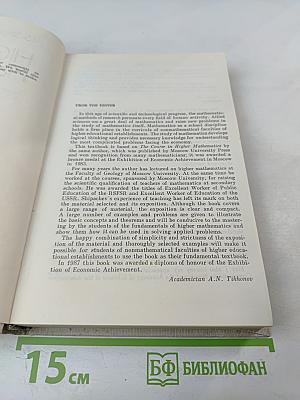 FROM THE EDITOR
In this age of scientific and technological progress, the mathematic-
al methods of research permeate every field of human activity. Allied
sciences use a great deal of mathematics and raise new problems in
the study of mathematics itself. Mathematics as a school discipline
holds a firm place in the curricula of nonmathematical faculties of
higher educational establishments. The study of mathematics develops
logical thinking and provides necessary knowledge for understanding
the most complicated problems facing the economy.
This textbook is based on The Course in Higher Mathematics by
the same author, which was published by Moscow University Press
and won recognition from many mathematicians; it was awarded
honour medal at the Exhibition of Economic Achievement in Moscow
in 1983.
For many years the author has lectured on higher mathematics at
the Faculty of Geology of Moscow University. At the same time he
worked at the courses, sponsored by Moscow University, for raising
the scientific qualification of teachers of mathematics at secondary
schools. He was awarded the titles of Excellent Worker of Public
Education of the RSFSR and Excellent Worker of Education of the
USSR. Shipachev's experience of teaching has left its mark on both
the material selected and its exposition. Although the book covers
a large range of material, the exposition is clear and compact.
A large number of examples and problems are given to illustrate
the basic concepts and theorems and will be conducive to the master-
ing by the students of the fundamentals of higher mathematics and
show them how it can be used in solving applied problems.
The happy combination of simplicity and strictness of the exposi-
tion of the material and thoroughly selected examples will make it
possible for students of nonmathematical faculties of higher educa-
tional establishments to use the book as their fundamental textbook.
In 1987 this book was awarded a diploma of honour of the Exhibi-
tion of Economic Achievement.
Academician A.N. Tikhonov
15 см
БФ БИБЛИОФАН